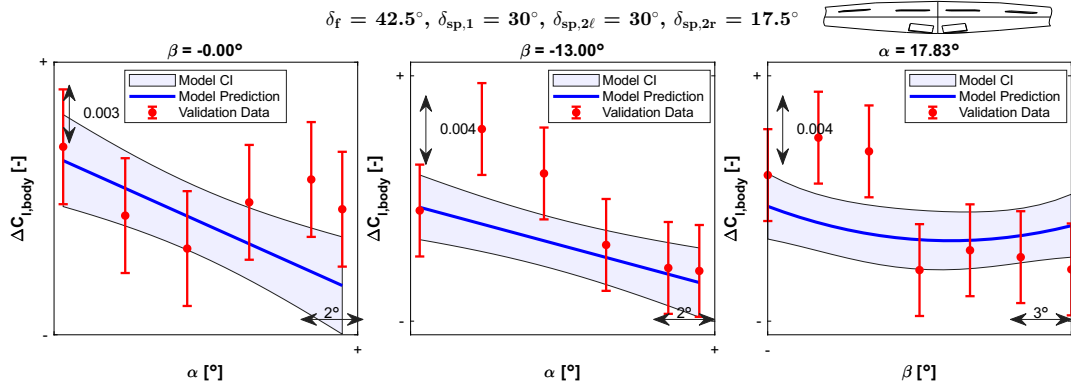 δf = 42.5°, δsp,1 = 30°, δsp,2ℓ = 30°, δsp,2r = 17.5°
β = -0.00°
+
Model CI
Model Prediction
Validation Data
0.003
ΔCl,body [-]
2°
-
+
α [°]
β = -13.00°
+
Model CI
Model Prediction
Validation Data
0.004
ΔCl,body [-]
2°
-
+
α [°]
α = 17.83°
+
Model CI
Model Prediction
Validation Data
0.004
ΔCl,body [-]
3°
-
-
+
β [°]